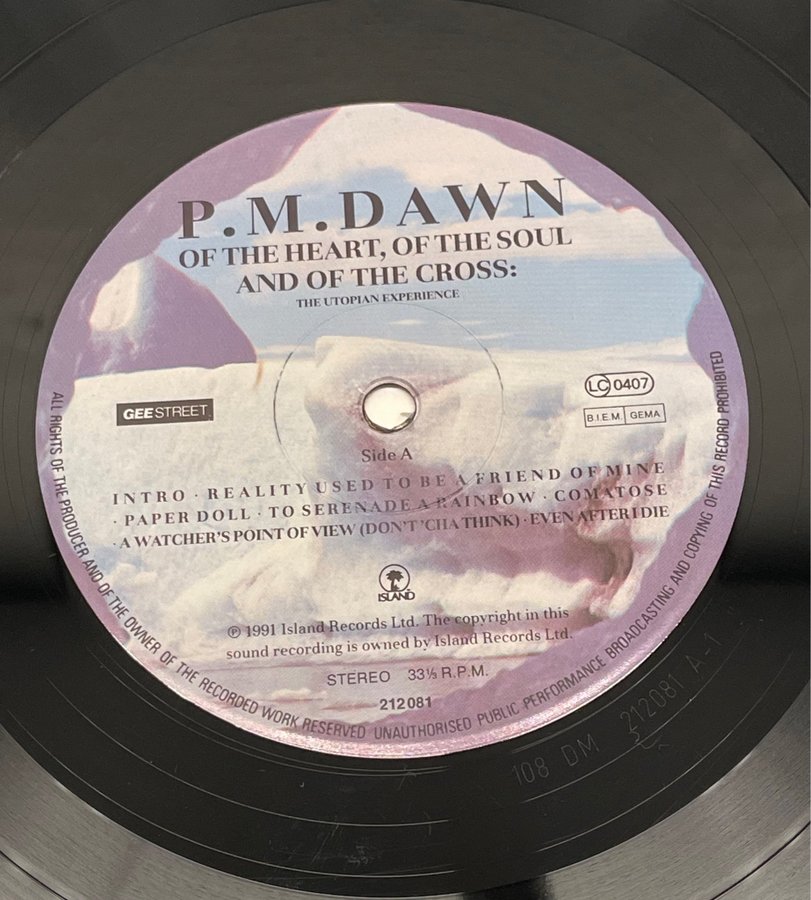 P.M.DAWN
OF THE HEART, OF THE SOUL
AND OF THE CROSS:
THE UTOPIAN EXPERIENCE
GEESTREET
LC 0407
B.I.E.M. GEMA
Side A
INTRO · REALITY USED TO BE A FRIEND OF MINE
· PAPER DOLL · TO SERENADE A RAINBOW · COMATOSE
· A WATCHER'S POINT OF VIEW (DON'T 'CHA THINK) · EVEN AFTER I DIE
ISLAND
℗ 1991 Island Records Ltd. The copyright in this
sound recording is owned by Island Records Ltd.
STEREO 33⅓ R.P.M.
212081
ALL RIGHTS OF THE PRODUCER AND OF THE OWNER OF THE RECORDED WORK RESERVED UNAUTHORISED PUBLIC PERFORMANCE BROADCASTING AND COPYING OF THIS RECORD PROHIBITED
108 DM 212081 A-1